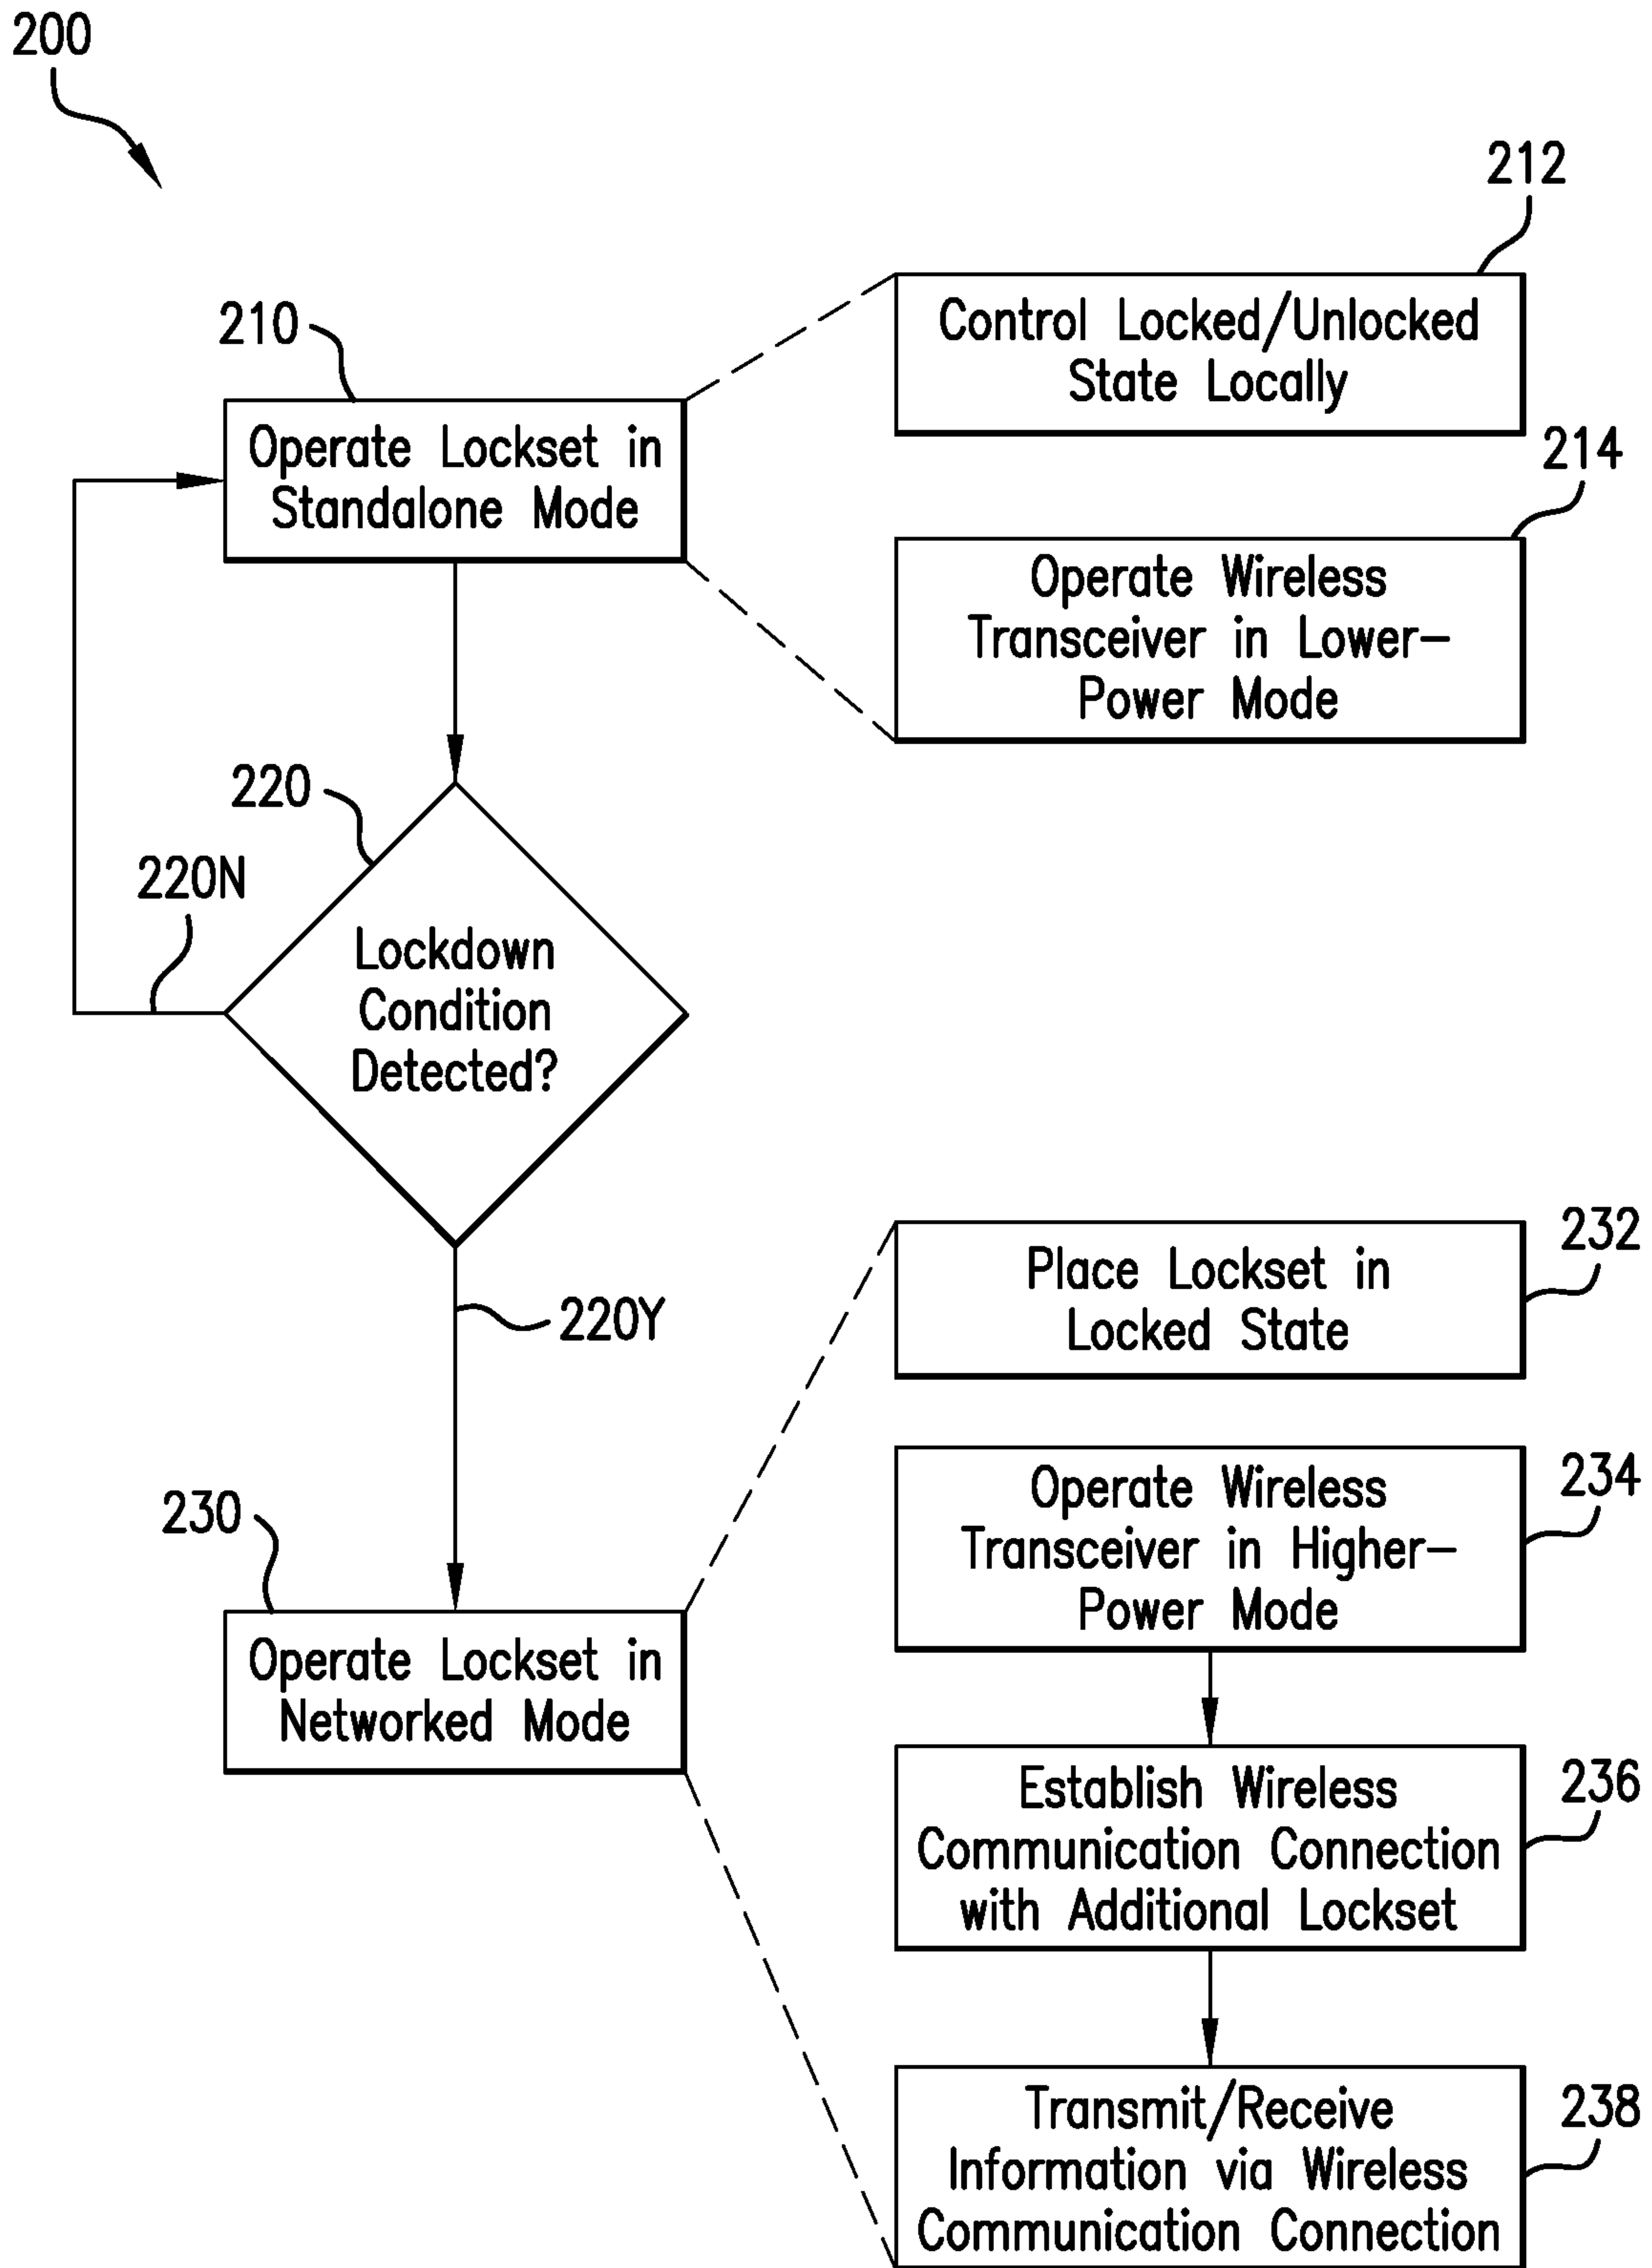 200
212
Control Locked/Unlocked
State Locally
210
Operate Lockset in
Standalone Mode
214
Operate Wireless
Transceiver in Lower–
Power Mode
220
220N
Lockdown
Condition
Detected?
220Y
232
Place Lockset in
Locked State
234
Operate Wireless
Transceiver in Higher–
Power Mode
230
Operate Lockset in
Networked Mode
236
Establish Wireless
Communication Connection
with Additional Lockset
238
Transmit/Receive
Information via Wireless
Communication Connection